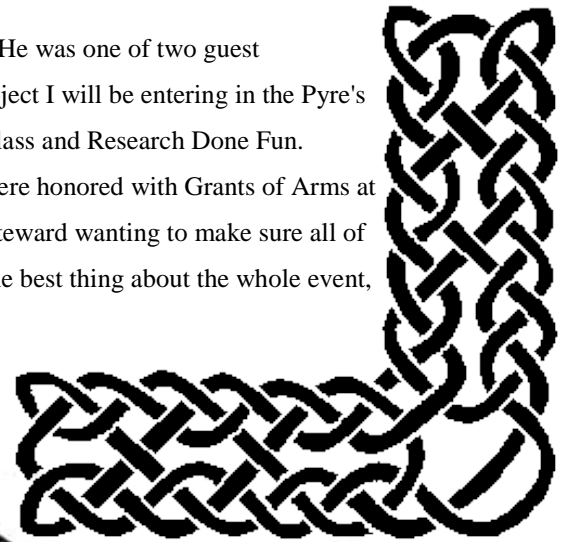 He was one of two guest
ject I will be entering in the Pyre's
lass and Research Done Fun.
ere honored with Grants of Arms at
teward wanting to make sure all of
e best thing about the whole event,